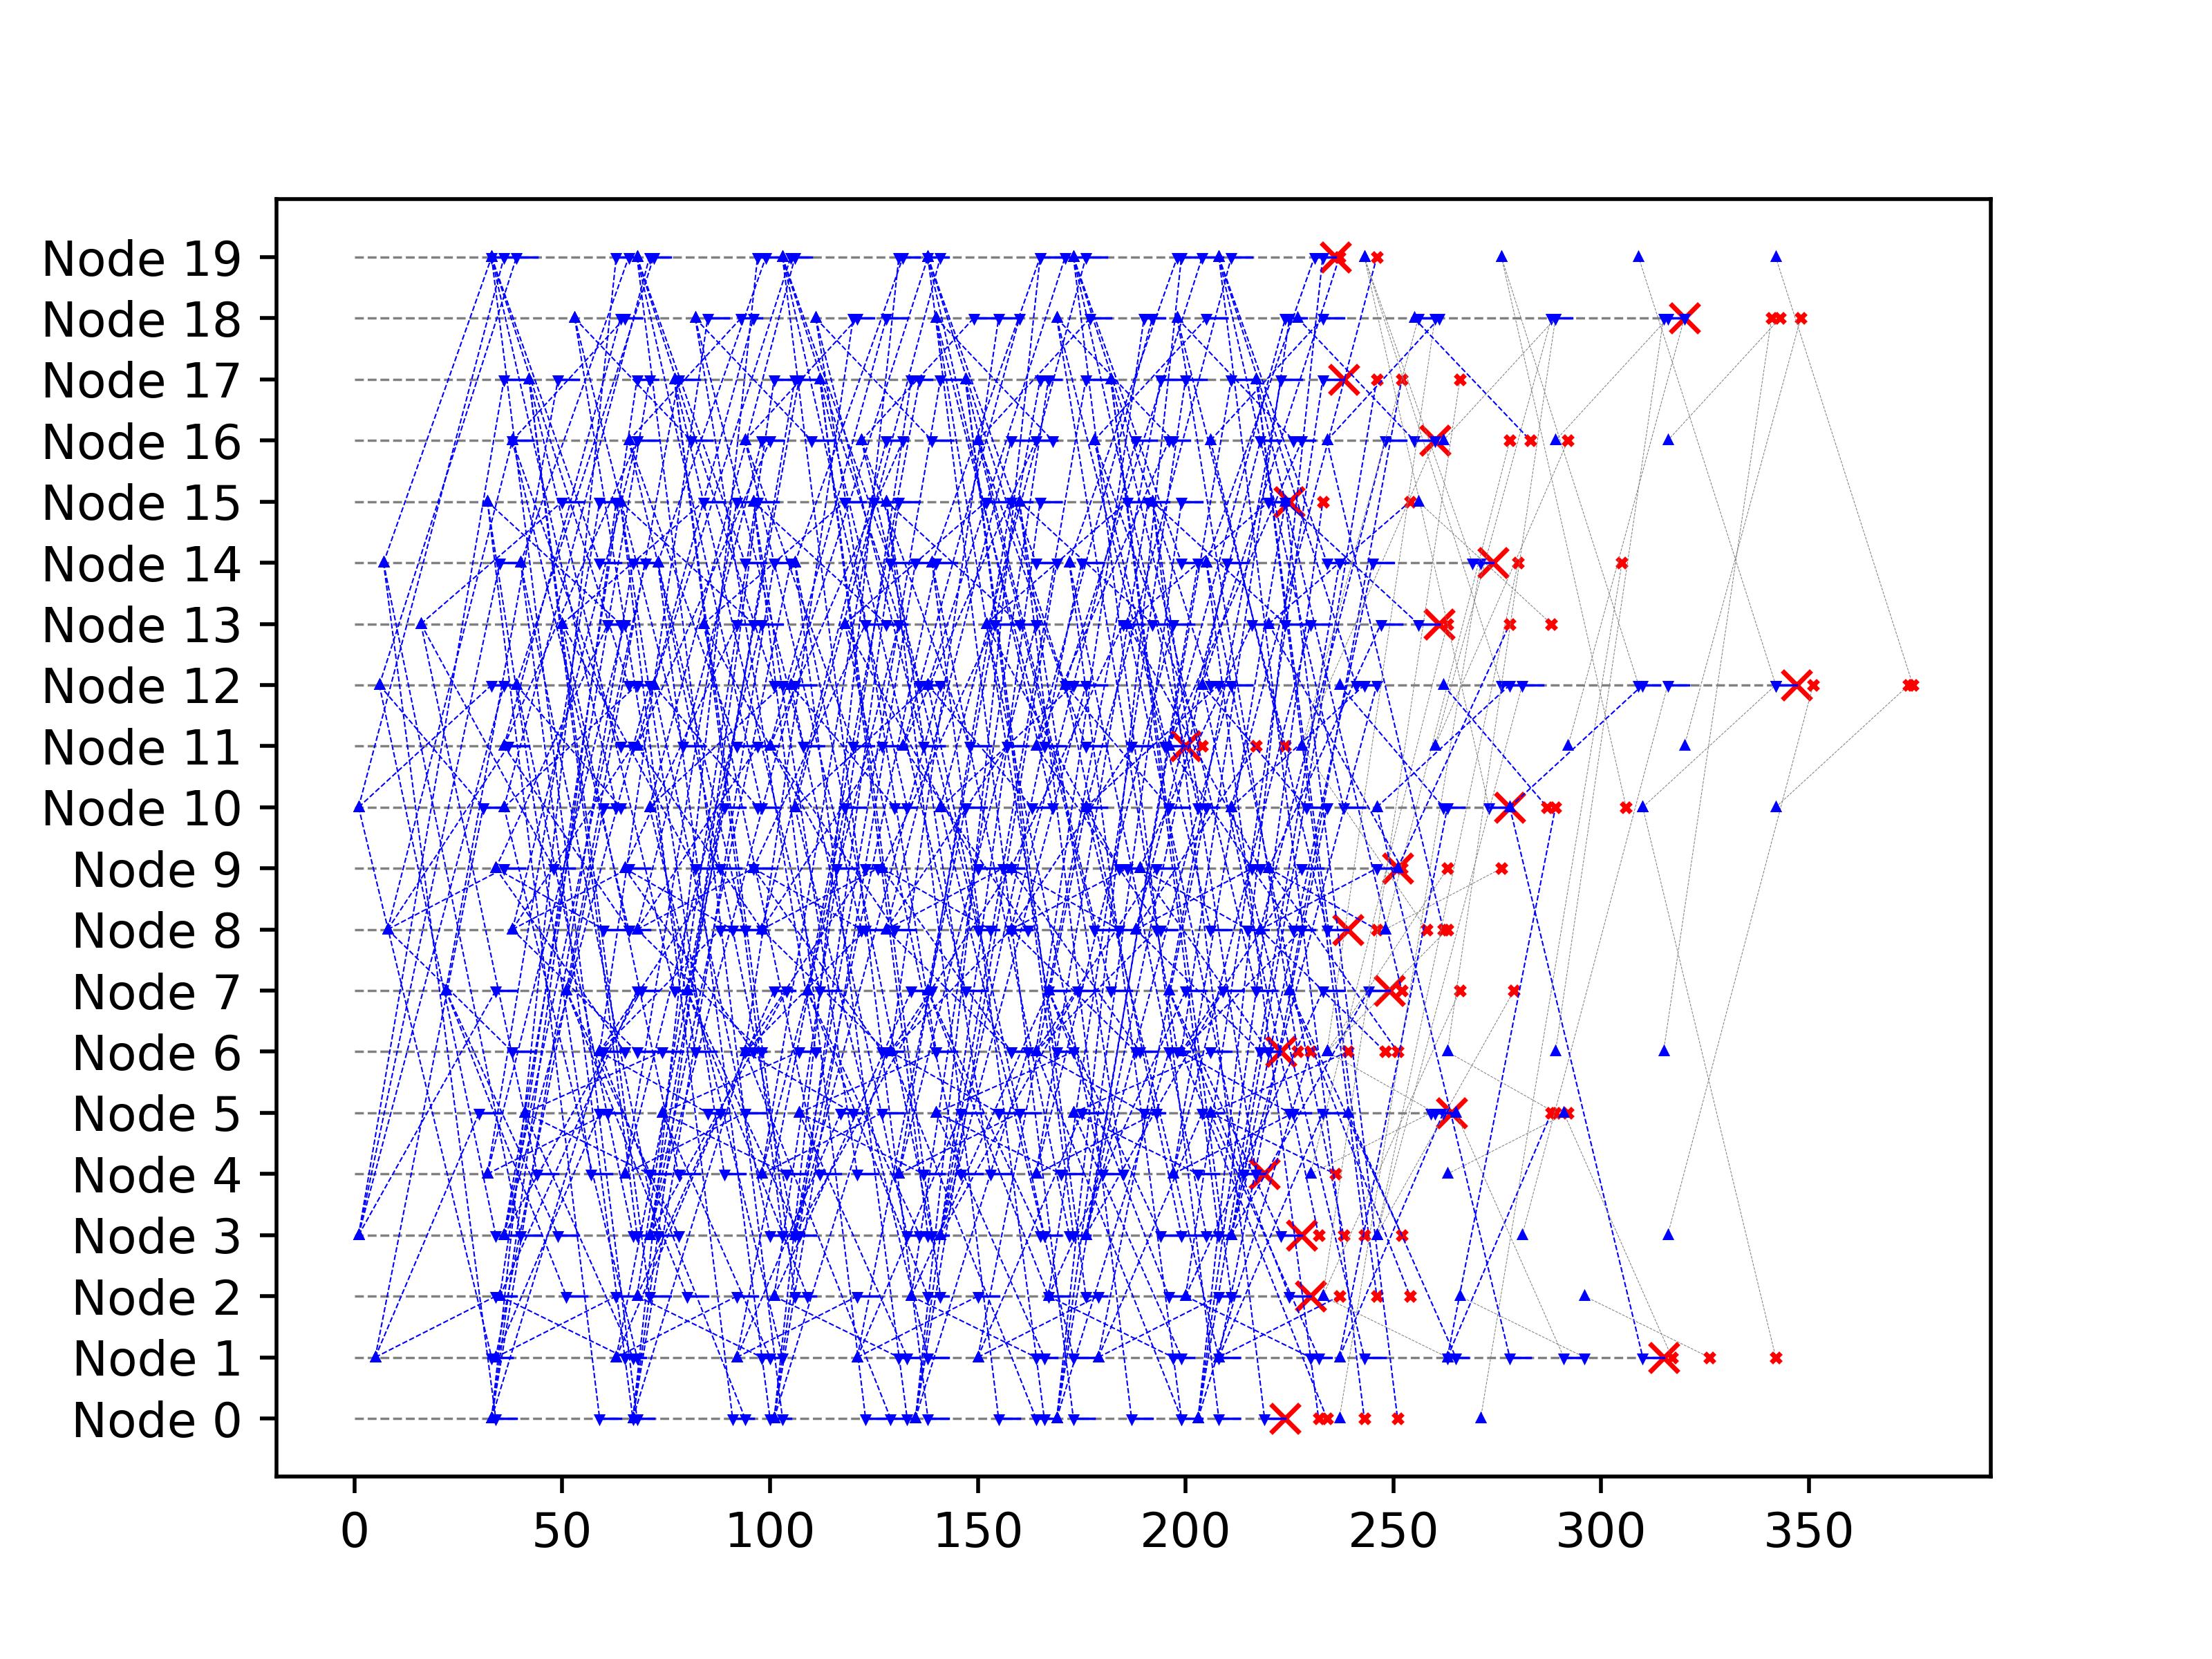 Node 19
Node 18
Node 17
Node 16
Node 15
Node 14
Node 13
Node 12
Node 11
Node 10
Node 9
Node 8
Node 7
Node 6
Node 5
Node 4
Node 3
Node 2
Node 1
Node 0
0 50 100 150 200 250 300 350